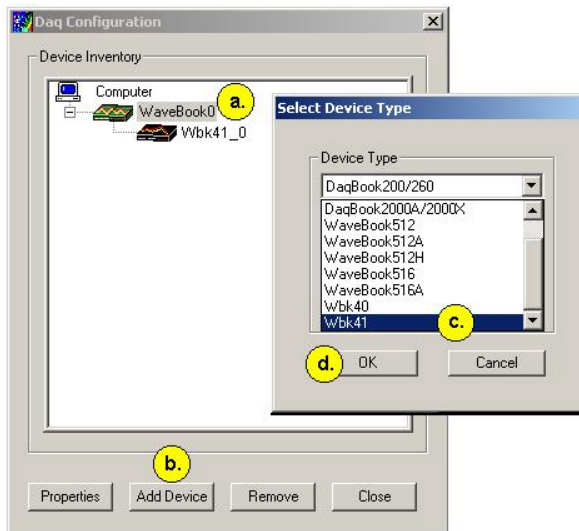 Daq Configuration
Device Inventory
Computer
WaveBook0
a.
Wbk41_0
b.
Properties
Add Device
Remove
Close
Select Device Type
Device Type
DaqBook200/260
DaqBook2000A/2000X
WaveBook512
WaveBook512A
WaveBook512H
WaveBook516
WaveBook516A
Wbk40
Wbk41
c.
d.
OK
Cancel